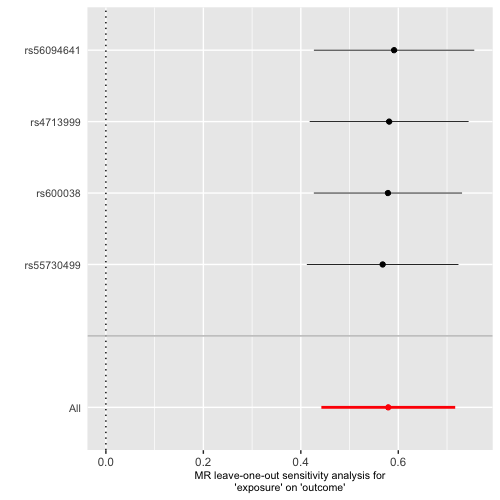 rs56094641
rs4713999
rs600038
rs55730499
All
0.0 0.2 0.4 0.6
MR leave-one-out sensitivity analysis for
'exposure' on 'outcome'